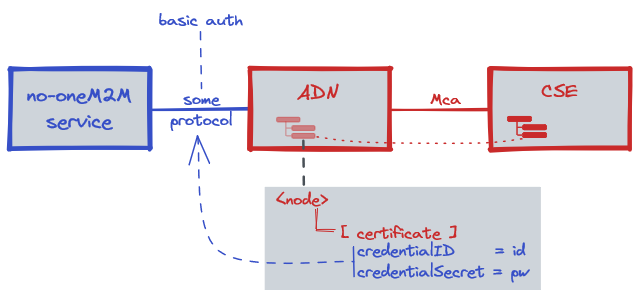 basic auth
no-oneM2M
service
some
protocol
ADN
Mca
CSE
<node>
[ certificate ]
credentialID = id
credentialSecret = pw